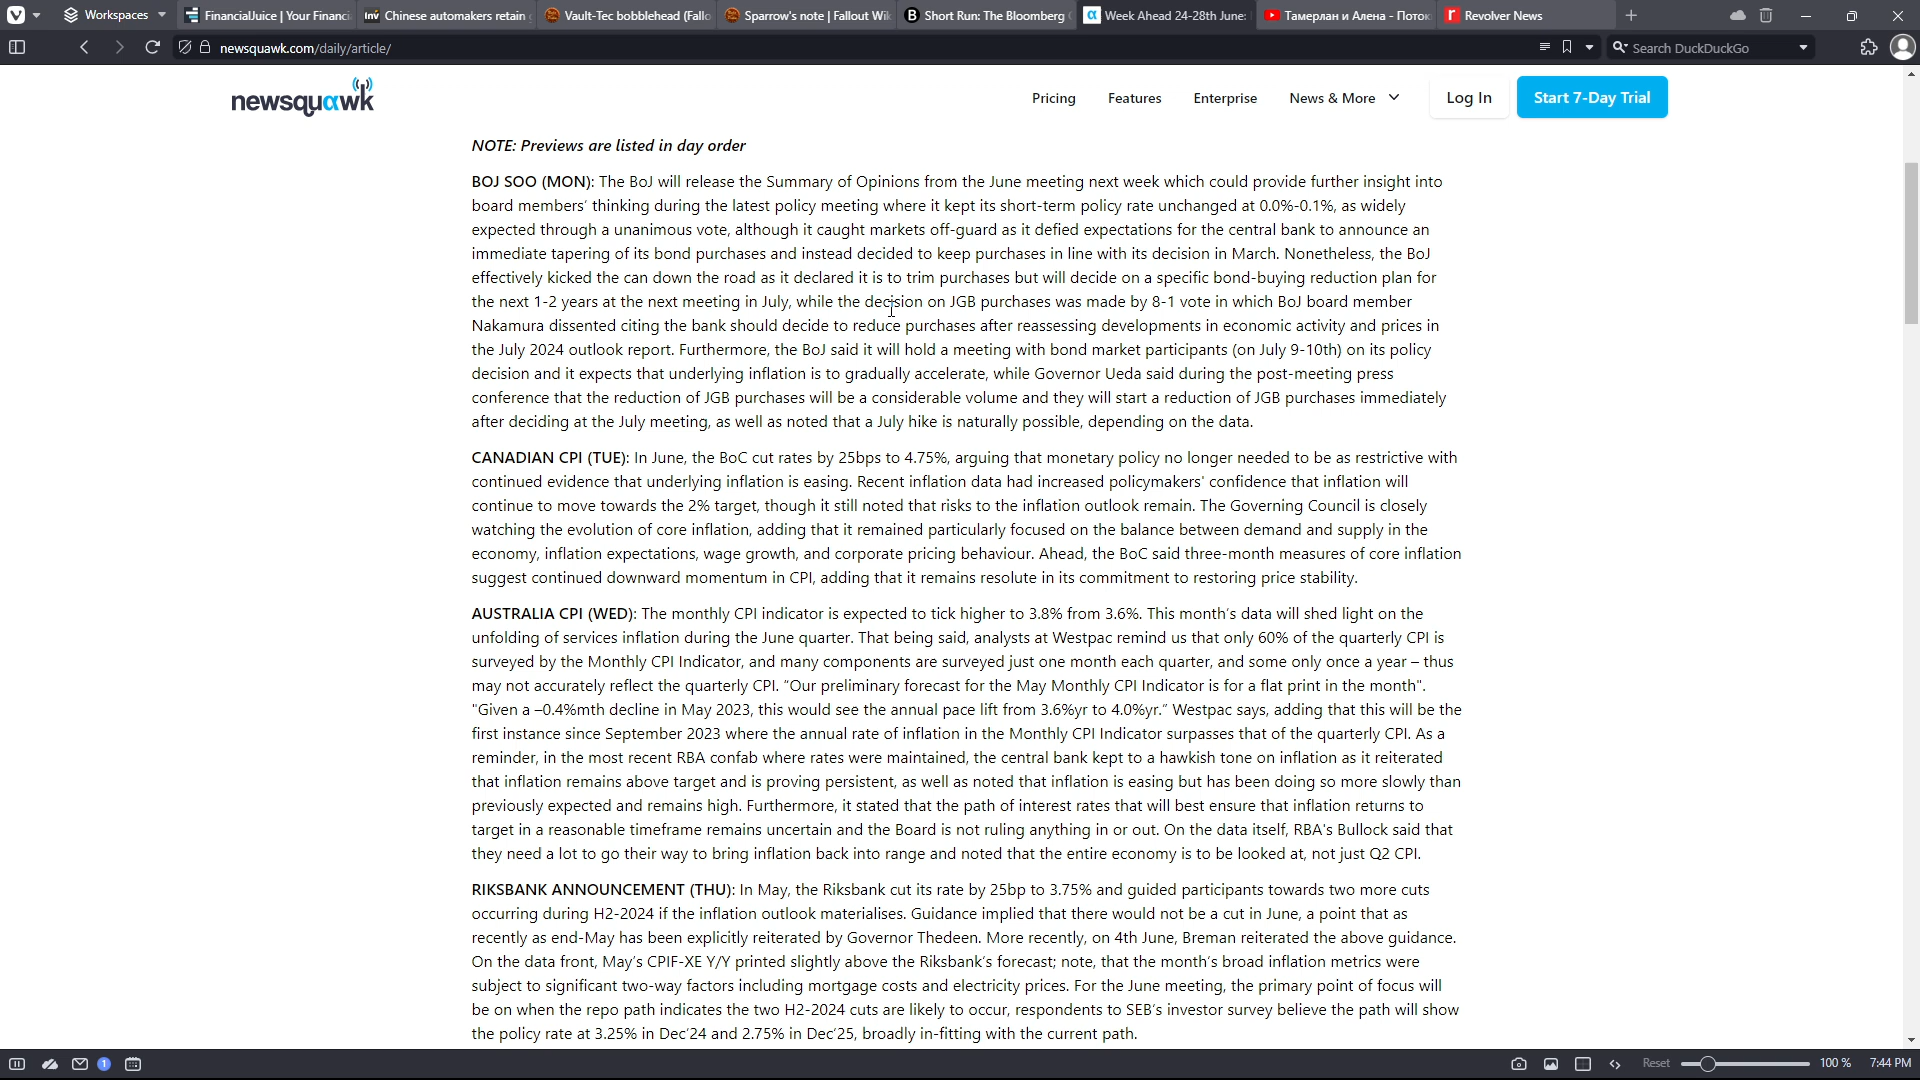 Workspaces
FinancialJuice | Your Financi
Chinese automakers retain
Vault-Tec bobblehead (Fallo
Sparrow's note | Fallout Wik
Short Run: The Bloomberg
Week Ahead 24-28th June:
Тамерлан и Алена - Поток
Revolver News
newsquawk.com/daily/article/
Search DuckDuckGo
newsquawk
Pricing
Features
Enterprise
News & More
Log In
Start 7-Day Trial
NOTE: Previews are listed in day order
BOJ SOO (MON): The BoJ will release the Summary of Opinions from the June meeting next week which could provide further insight into
board members' thinking during the latest policy meeting where it kept its short-term policy rate unchanged at 0.0%-0.1%, as widely
expected through a unanimous vote, although it caught markets off-guard as it defied expectations for the central bank to announce an
immediate tapering of its bond purchases and instead decided to keep purchases in line with its decision in March. Nonetheless, the BoJ
effectively kicked the can down the road as it declared it is to trim purchases but will decide on a specific bond-buying reduction plan for
the next 1-2 years at the next meeting in July, while the decision on JGB purchases was made by 8-1 vote in which BoJ board member
Nakamura dissented citing the bank should decide to reduce purchases after reassessing developments in economic activity and prices in
the July 2024 outlook report. Furthermore, the BoJ said it will hold a meeting with bond market participants (on July 9-10th) on its policy
decision and it expects that underlying inflation is to gradually accelerate, while Governor Ueda said during the post-meeting press
conference that the reduction of JGB purchases will be a considerable volume and they will start a reduction of JGB purchases immediately
after deciding at the July meeting, as well as noted that a July hike is naturally possible, depending on the data.
CANADIAN CPI (TUE): In June, the BoC cut rates by 25bps to 4.75%, arguing that monetary policy no longer needed to be as restrictive with
continued evidence that underlying inflation is easing. Recent inflation data had increased policymakers' confidence that inflation will
continue to move towards the 2% target, though it still noted that risks to the inflation outlook remain. The Governing Council is closely
watching the evolution of core inflation, adding that it remained particularly focused on the balance between demand and supply in the
economy, inflation expectations, wage growth, and corporate pricing behaviour. Ahead, the BoC said three-month measures of core inflation
suggest continued downward momentum in CPI, adding that it remains resolute in its commitment to restoring price stability.
AUSTRALIA CPI (WED): The monthly CPI indicator is expected to tick higher to 3.8% from 3.6%. This month's data will shed light on the
unfolding of services inflation during the June quarter. That being said, analysts at Westpac remind us that only 60% of the quarterly CPI is
surveyed by the Monthly CPI Indicator, and many components are surveyed just one month each quarter, and some only once a year – thus
may not accurately reflect the quarterly CPI. "Our preliminary forecast for the May Monthly CPI Indicator is for a flat print in the month".
"Given a –0.4%mth decline in May 2023, this would see the annual pace lift from 3.6%yr to 4.0%yr." Westpac says, adding that this will be the
first instance since September 2023 where the annual rate of inflation in the Monthly CPI Indicator surpasses that of the quarterly CPI. As a
reminder, in the most recent RBA confab where rates were maintained, the central bank kept to a hawkish tone on inflation as it reiterated
that inflation remains above target and is proving persistent, as well as noted that inflation is easing but has been doing so more slowly than
previously expected and remains high. Furthermore, it stated that the path of interest rates that will best ensure that inflation returns to
target in a reasonable timeframe remains uncertain and the Board is not ruling anything in or out. On the data itself, RBA's Bullock said that
they need a lot to go their way to bring inflation back into range and noted that the entire economy is to be looked at, not just Q2 CPI.
RIKSBANK ANNOUNCEMENT (THU): In May, the Riksbank cut its rate by 25bp to 3.75% and guided participants towards two more cuts
occurring during H2-2024 if the inflation outlook materialises. Guidance implied that there would not be a cut in June, a point that as
recently as end-May has been explicitly reiterated by Governor Thedeen. More recently, on 4th June, Breman reiterated the above guidance.
On the data front, May's CPIF-XE Y/Y printed slightly above the Riksbank's forecast; note, that the month's broad inflation metrics were
subject to significant two-way factors including mortgage costs and electricity prices. For the June meeting, the primary point of focus will
be on when the repo path indicates the two H2-2024 cuts are likely to occur, respondents to SEB's investor survey believe the path will show
the policy rate at 3.25% in Dec'24 and 2.75% in Dec'25, broadly in-fitting with the current path.
1
Reset
100 %
7:44 PM